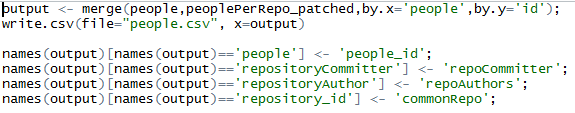 output <- merge(people,peoplePerRepo_patched,by.x='people',by.y='id');
write.csv(file="people.csv", x=output)
names(output)[names(output)=='people'] <- 'people_id';
names(output)[names(output)=='repositoryCommitter'] <- 'repoCommitter';
names(output)[names(output)=='repositoryAuthor'] <- 'repoAuthors';
names(output)[names(output)=='repository_id'] <- 'commonRepo';